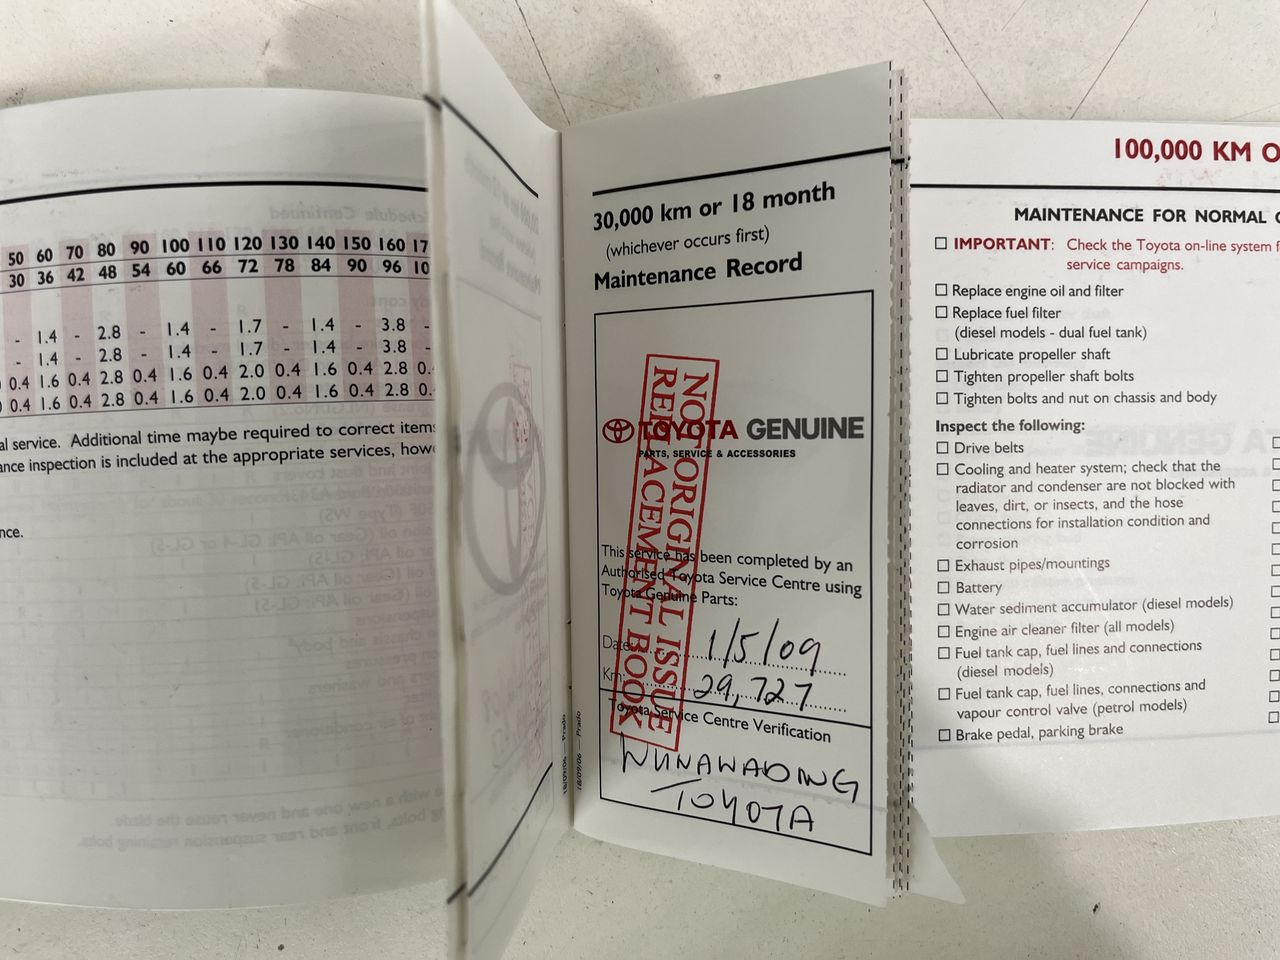 50 60 70 80 90 100 110 120 130 140 150 160 17
30 36 42 48 54 60 66 72 78 84 90 96 10
- 1.4 - 2.8 - 1.4 - 1.7 - 1.4 - 3.8 -
- 1.4 - 2.8 - 1.4 - 1.7 - 1.4 - 3.8 -
0.4 1.6 0.4 2.8 0.4 1.6 0.4 2.0 0.4 1.6 0.4 2.8 0.
0.4 1.6 0.4 2.8 0.4 1.6 0.4 2.0 0.4 1.6 0.4 2.8 0.
al service. Additional time maybe required to correct items
ance inspection is included at the appropriate services, howe
nce.
30,000 km or 18 month
(whichever occurs first)
Maintenance Record
NOT ORIGINAL ISSUE
REPLACEMENT BOOK
TOYOTA GENUINE
PARTS, SERVICE & ACCESSORIES
This service has been completed by an
Authorised Toyota Service Centre using
Toyota Genuine Parts:
Date: 1/5/09
Km: 29,727
Toyota Service Centre Verification
NUNAWADING
TOYOTA
18/09/06 — Prado
18/09/06 — Prado
100,000 KM O
MAINTENANCE FOR NORMAL
IMPORTANT: Check the Toyota on-line system f
service campaigns.
Replace engine oil and filter
Replace fuel filter
(diesel models - dual fuel tank)
Lubricate propeller shaft
Tighten propeller shaft bolts
Tighten bolts and nut on chassis and body
Inspect the following:
Drive belts
Cooling and heater system; check that the
radiator and condenser are not blocked with
leaves, dirt, or insects, and the hose
connections for installation condition and
corrosion
Exhaust pipes/mountings
Battery
Water sediment accumulator (diesel models)
Engine air cleaner filter (all models)
Fuel tank cap, fuel lines and connections
(diesel models)
Fuel tank cap, fuel lines, connections and
vapour control valve (petrol models)
Brake pedal, parking brake